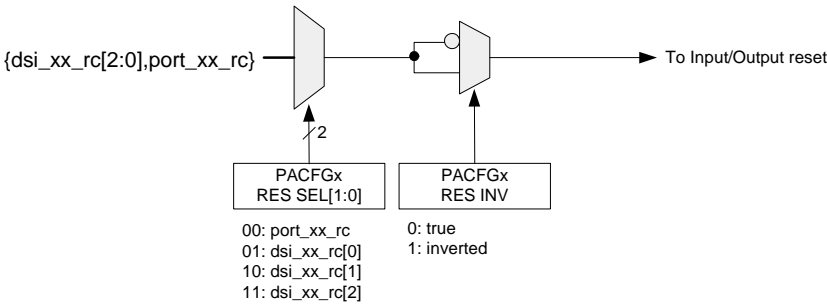 {dsi_xx_rc[2:0],port_xx_rc}
To Input/Output reset
2
PACFGx
RES SEL[1:0]
PACFGx
RES INV
00: port_xx_rc
01: dsi_xx_rc[0]
10: dsi_xx_rc[1]
11: dsi_xx_rc[2]
0: true
1: inverted